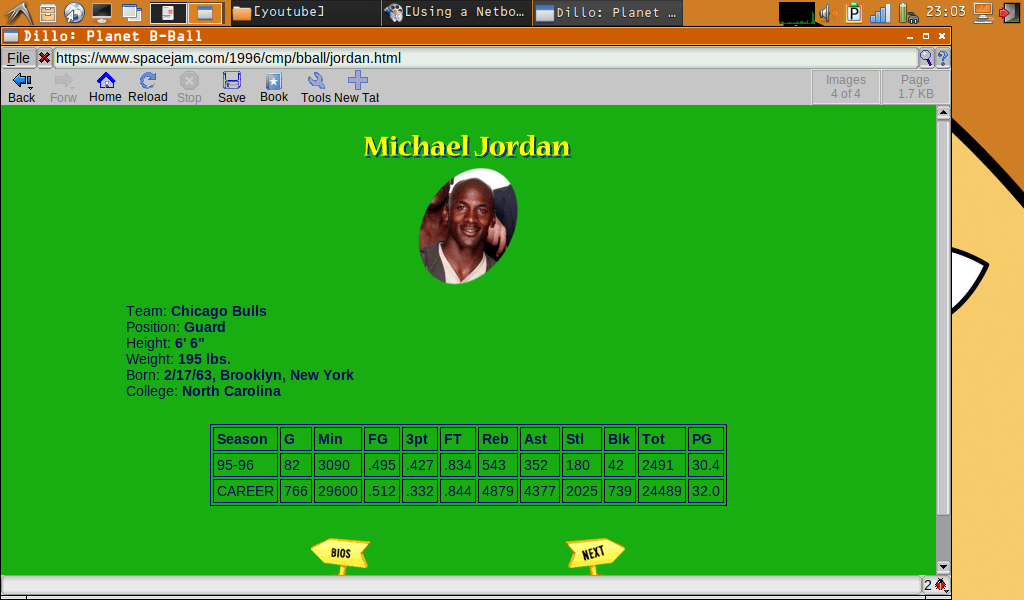 [youtube]
[Using a Netbo...
Dillo: Planet ...
P
23:03
Dillo: Planet B-Ball
File
https://www.spacejam.com/1996/cmp/bball/jordan.html
?
Back Forw Home Reload Stop Save Book Tools New Tal
Images
4 of 4
Page
1.7 KB
Michael Jordan
Team: Chicago Bulls
Position: Guard
Height: 6' 6"
Weight: 195 lbs.
Born: 2/17/63, Brooklyn, New York
College: North Carolina
Season G Min FG 3pt FT Reb Ast Stl Blk Tot PG
95-96 82 3090 .495 .427 .834 543 352 180 42 2491 30.4
CAREER 766 29600 .512 .332 .844 4879 4377 2025 739 24489 32.0
BIOS NEXT
2